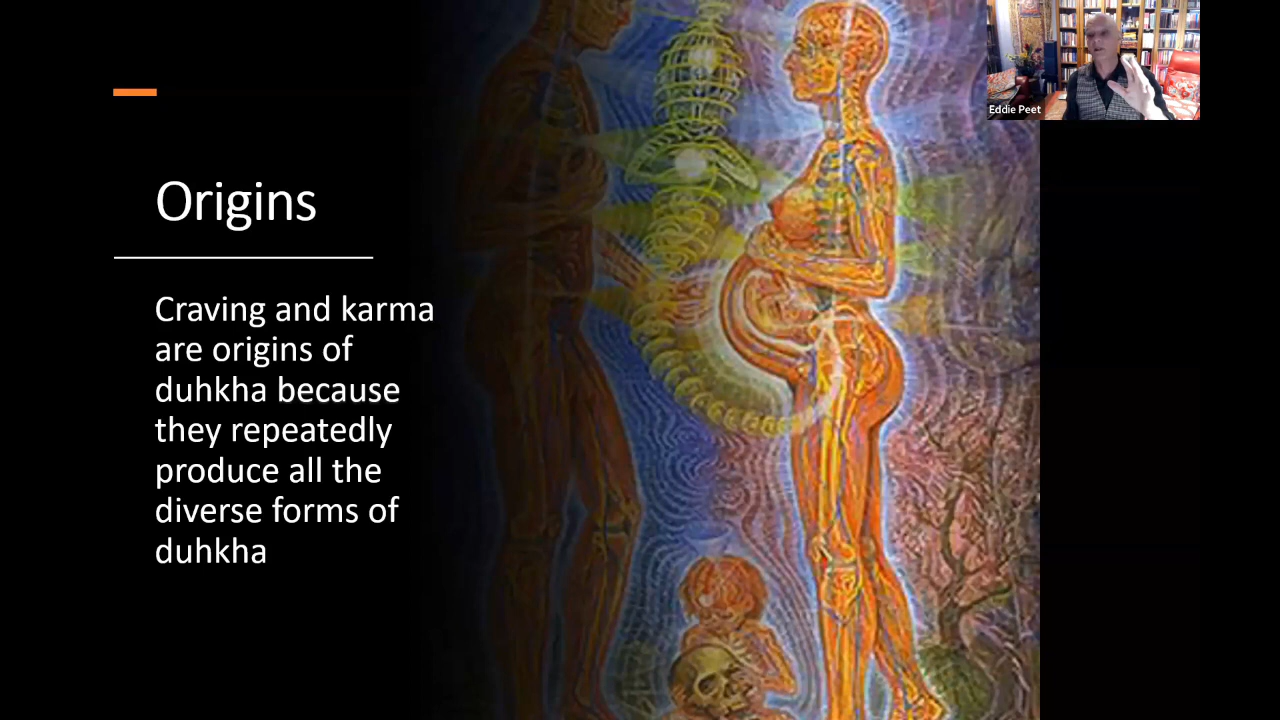 Eddie Peet
Origins
Craving and karma
are origins of
duhkha because
they repeatedly
produce all the
diverse forms of
duhkha